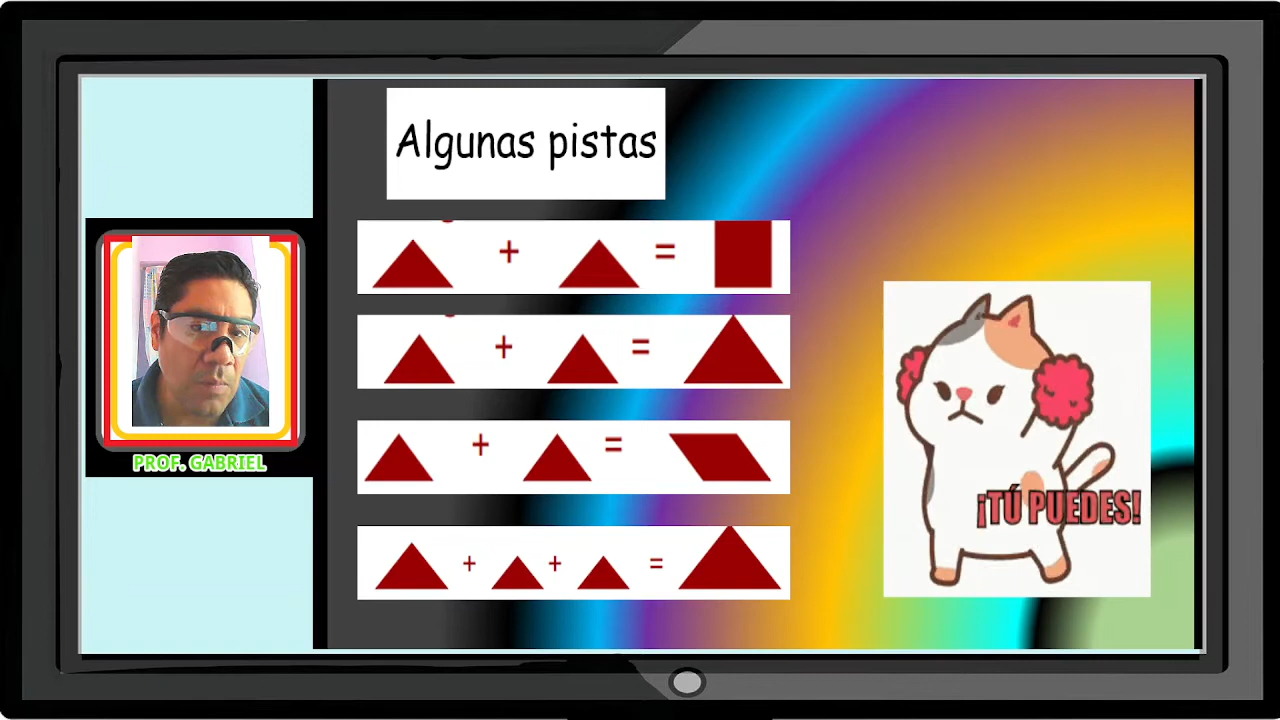 Algunas pistas
+ =
+ =
+ =
+ + =
PROF. GABRIEL
¡TÚ PUEDES!